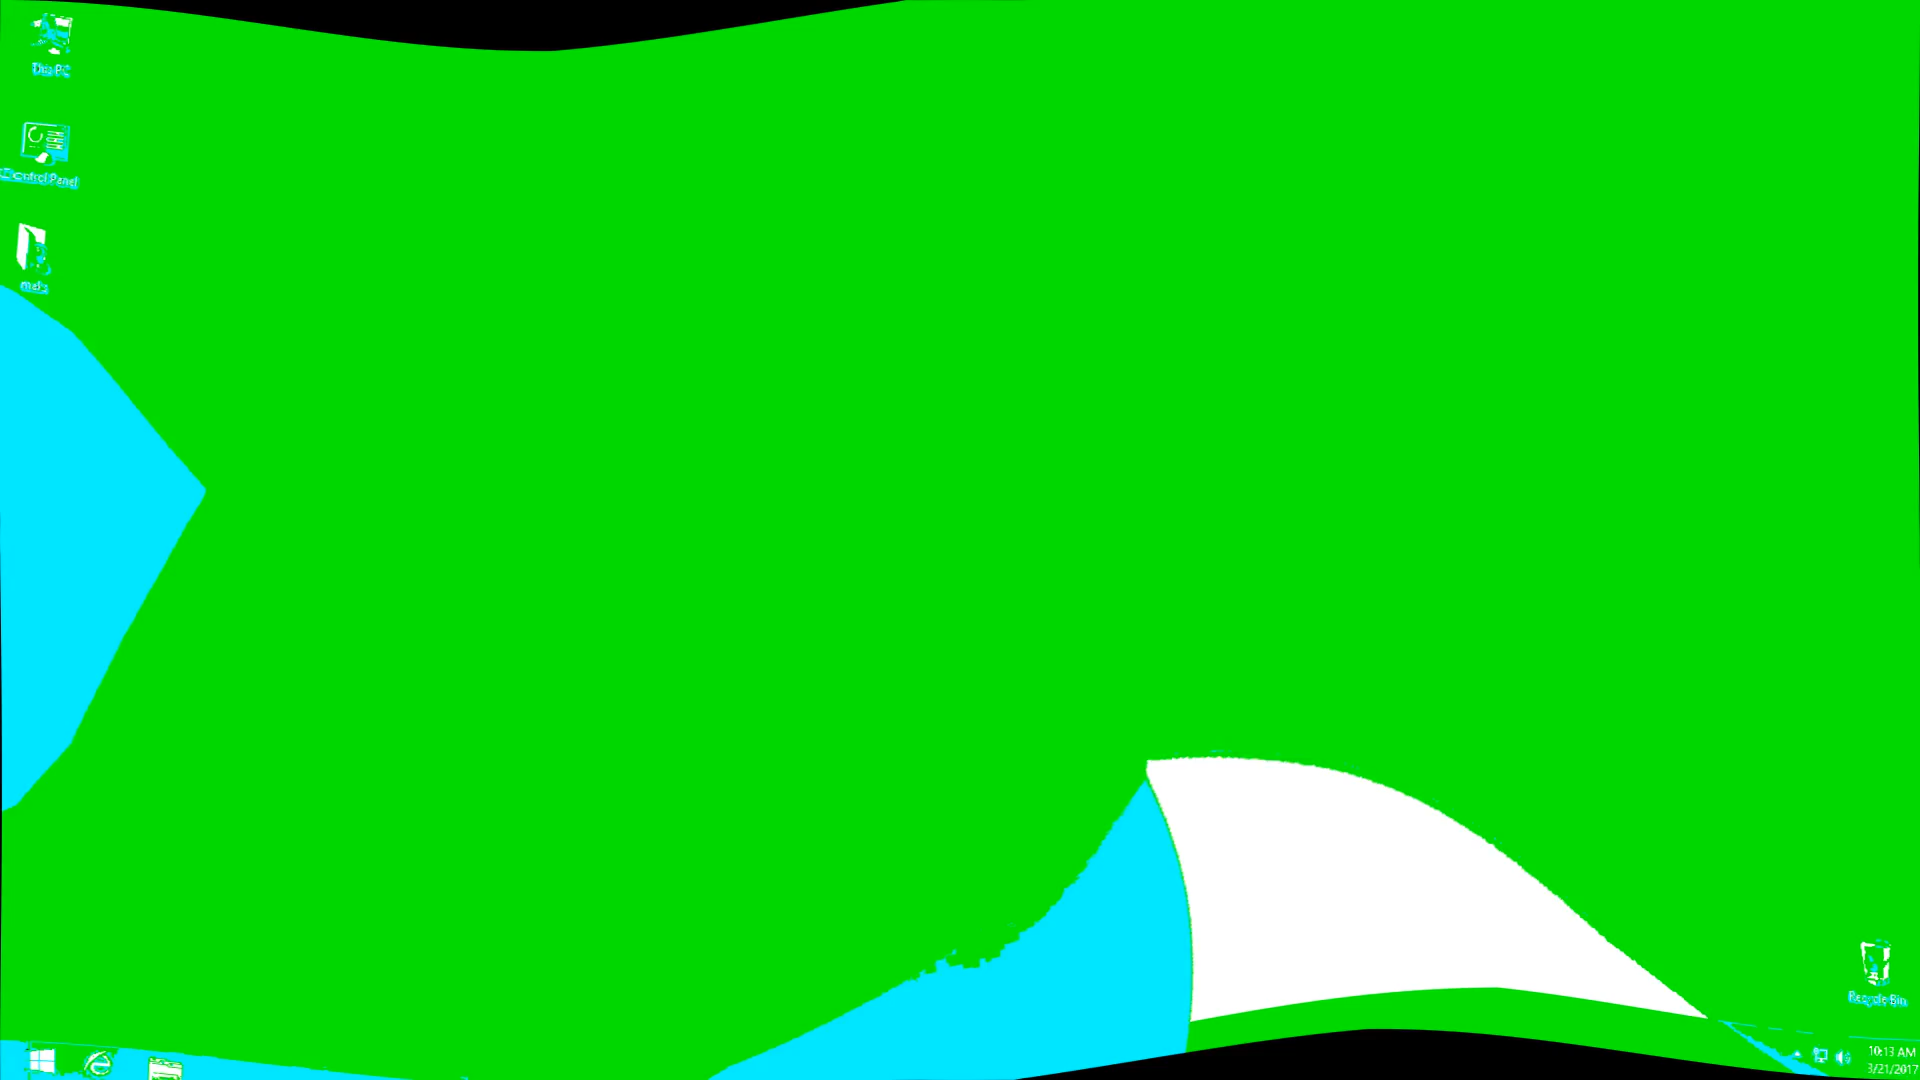 This PC
Control Panel
Recycle Bin
10:13 AM
3/21/2017